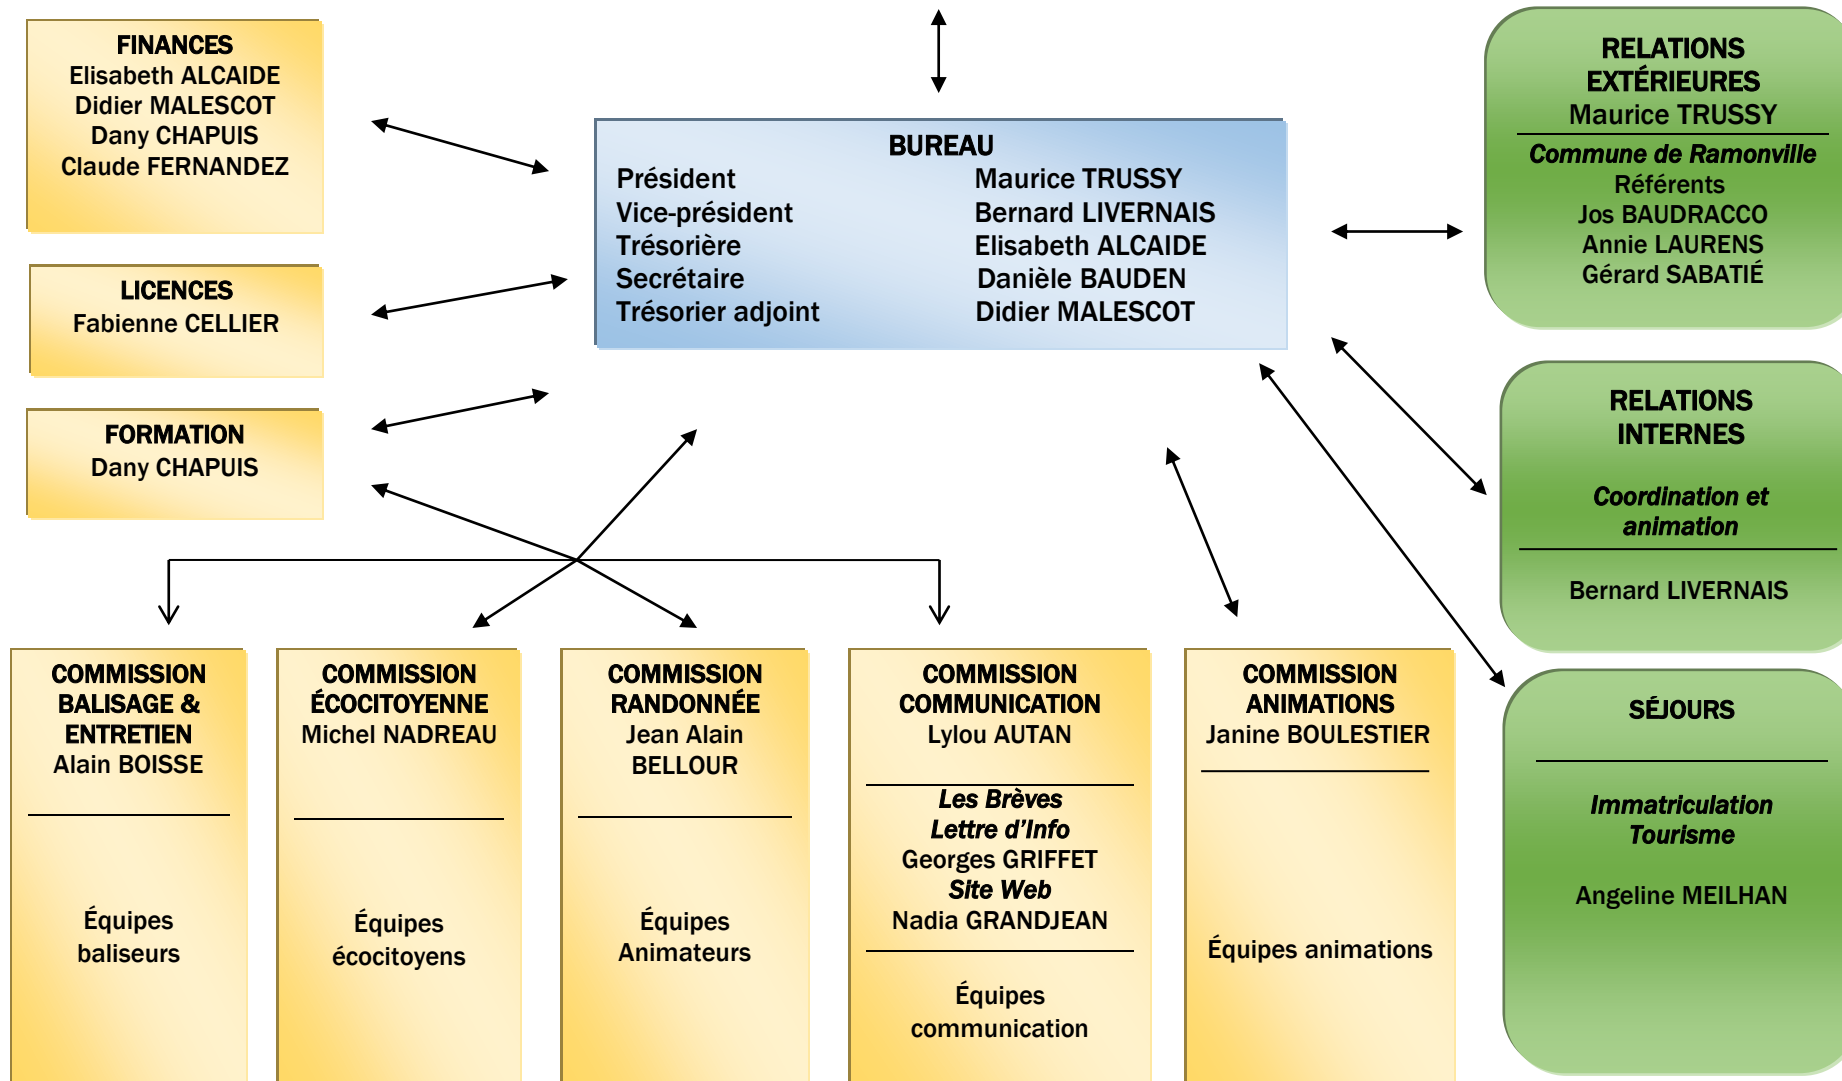 FINANCES
Elisabeth ALCAIDE
Didier MALESCOT
Dany CHAPUIS
Claude FERNANDEZ
LICENCES
Fabienne CELLIER
FORMATION
Dany CHAPUIS
BUREAU
Président Maurice TRUSSY
Vice-président Bernard LIVERNAIS
Trésorière Elisabeth ALCAIDE
Secrétaire Danièle BAUDEN
Trésorier adjoint Didier MALESCOT
RELATIONS
EXTÉRIEURES
Maurice TRUSSY
Commune de Ramonville
Référents
Jos BAUDRACCO
Annie LAURENS
Gérard SABATIÉ
RELATIONS
INTERNES
Coordination et
animation
Bernard LIVERNAIS
SÉJOURS
Immatriculation
Tourisme
Angeline MEILHAN
COMMISSION
BALISAGE &
ENTRETIEN
Alain BOISSE
Équipes
baliseurs
COMMISSION
ÉCOCITOYENNE
Michel NADREAU
Équipes
écocitoyens
COMMISSION
RANDONNÉE
Jean Alain
BELLOUR
Équipes
Animateurs
COMMISSION
COMMUNICATION
Lylou AUTAN
Les Brèves
Lettre d’Info
Georges GRIFFET
Site Web
Nadia GRANDJEAN
Équipes
communication
COMMISSION
ANIMATIONS
Janine BOULESTIER
Équipes animations